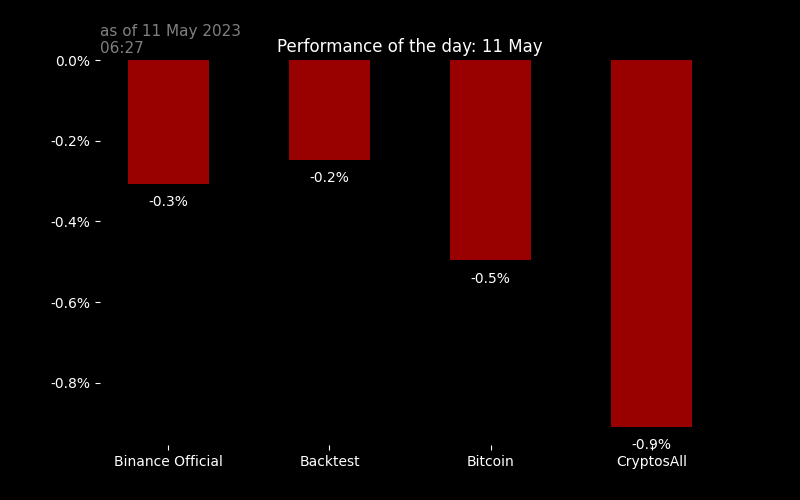 as of 11 May 2023
06:27
Performance of the day: 11 May
0.0%
-0.2%
-0.4%
-0.6%
-0.8%
-0.3%
-0.2%
-0.5%
-0.9%
Binance Official
Backtest
Bitcoin
CryptosAll